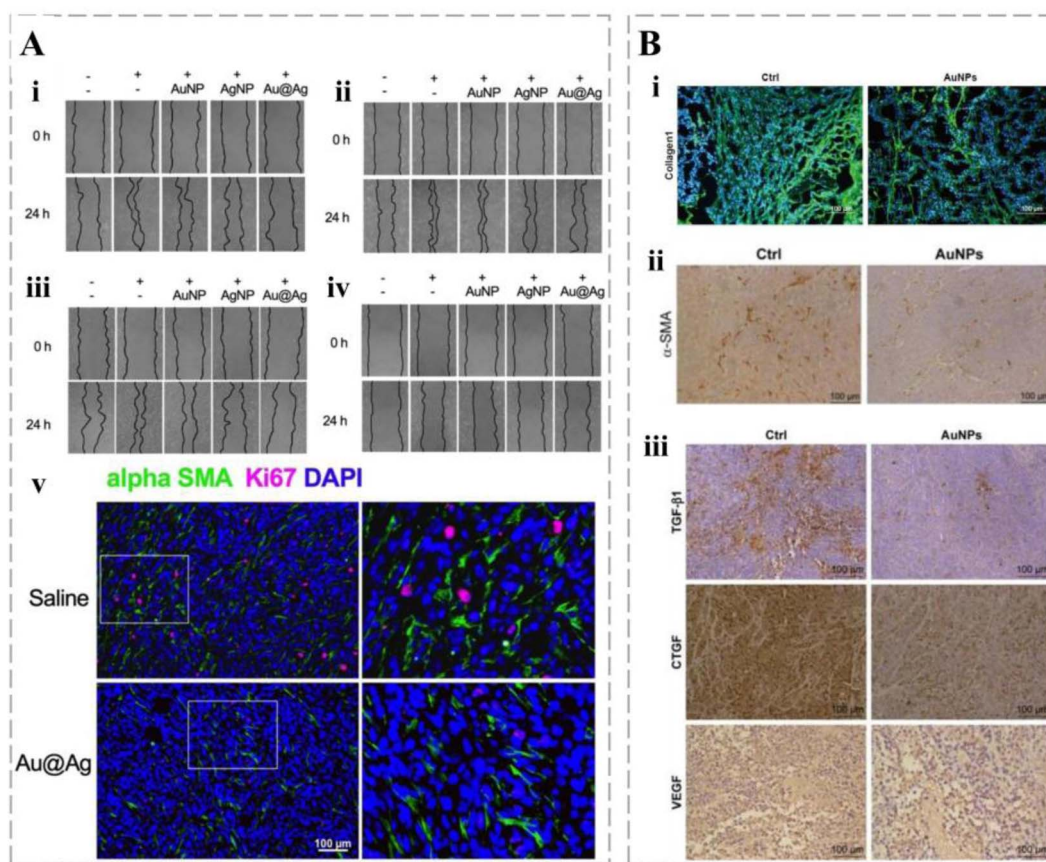 A
B
i
- + + + +
- - AuNP AgNP Au@Ag
0 h
24 h
ii
- + + + +
- - AuNP AgNP Au@Ag
iii
- + + + +
- - AuNP AgNP Au@Ag
0 h
24 h
iv
- + + + +
- - AuNP AgNP Au@Ag
0 h
24 h
v
alpha SMA Ki67 DAPI
Saline
Au@Ag
100 µm
i
Ctrl AuNPs
Collagen1
100 µm 100 µm
ii
Ctrl AuNPs
α-SMA
100 µm 100 µm
iii
Ctrl AuNPs
TGF-β1
100 µm 100 µm
CTGF
100 µm 100 µm
VEGF
100 µm 100 µm